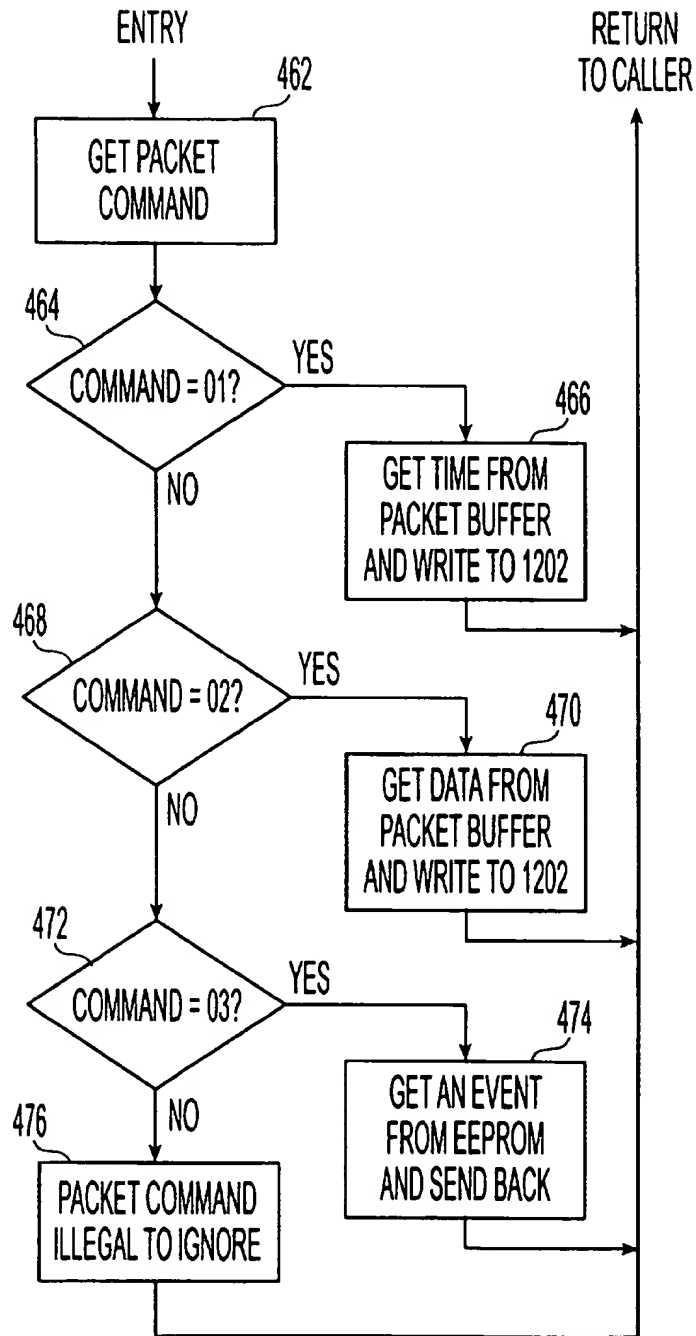 ENTRY
RETURN
TO CALLER
462
GET PACKET
COMMAND
464
COMMAND = 01?
YES
466
GET TIME FROM
PACKET BUFFER
AND WRITE TO 1202
NO
468
COMMAND = 02?
YES
470
GET DATA FROM
PACKET BUFFER
AND WRITE TO 1202
NO
472
COMMAND = 03?
YES
474
GET AN EVENT
FROM EEPROM
AND SEND BACK
NO
476
PACKET COMMAND
ILLEGAL TO IGNORE